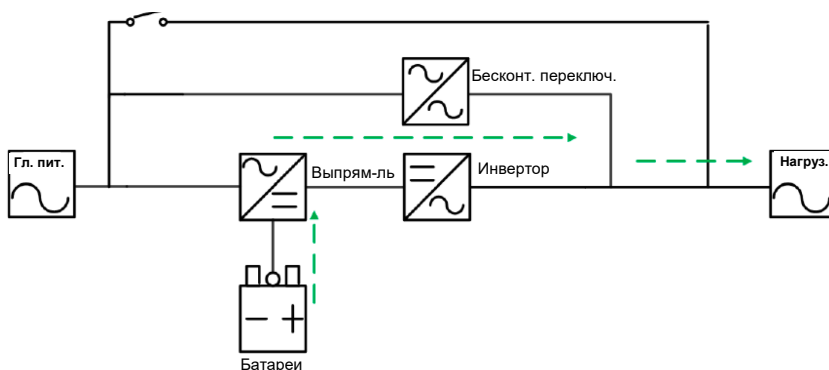 Бесконт. переключ.
Гл. пит.
Выпрям-ль
Инвертор
Нагруз.
Батареи